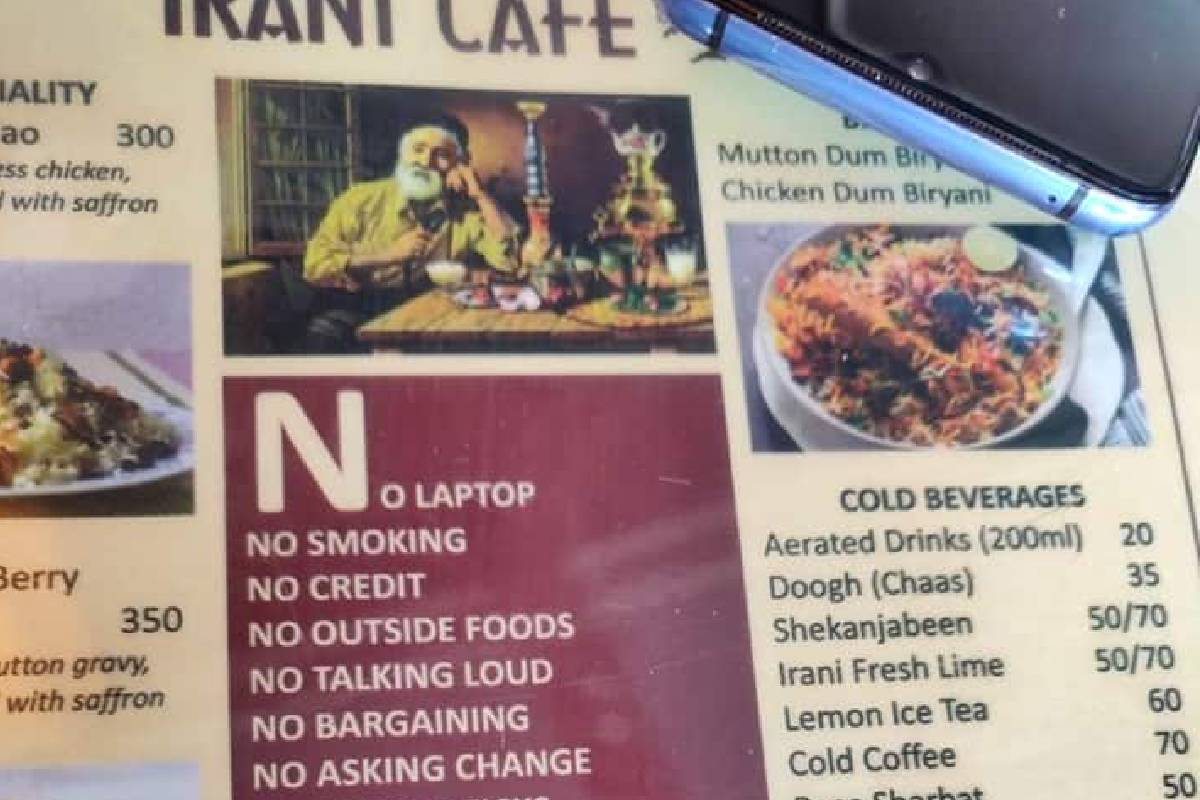 IRANI CAFE
IALITY
ao 300
ess chicken,
with saffron
Berry
350
utton gravy,
with saffron
NO LAPTOP
NO SMOKING
NO CREDIT
NO OUTSIDE FOODS
NO TALKING LOUD
NO BARGAINING
NO ASKING CHANGE
Mutton Dum Biry
Chicken Dum Biryani
COLD BEVERAGES
Aerated Drinks (200ml) 20
Doogh (Chaas) 35
Shekanjabeen 50/70
Irani Fresh Lime 50/70
Lemon Ice Tea 60
Cold Coffee 70
Sherbat 50